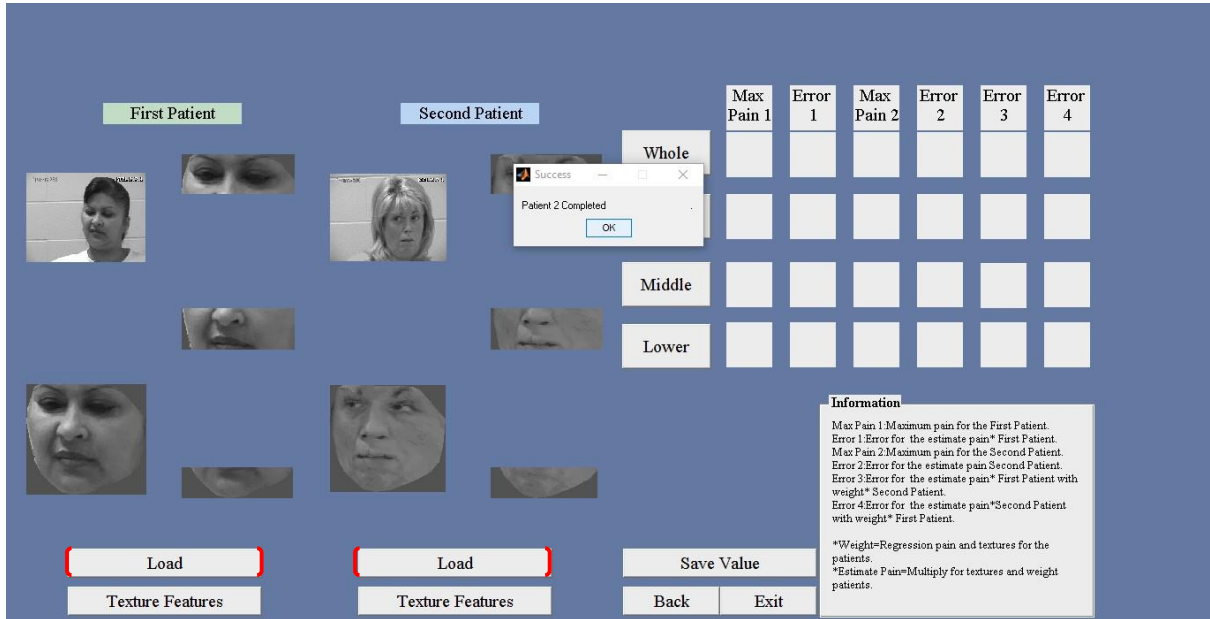 First Patient
Second Patient
Max
Pain 1
Error
1
Max
Pain 2
Error
2
Error
3
Error
4
Whole
Success
Patient 2 Completed .
OK
Middle
Lower
Information
Max Pain 1:Maximum pain for the First Patient.
Error 1:Error for the estimate pain* First Patient.
Max Pain 2:Maximum pain for the Second Patient.
Error 2:Error for the estimate pain Second Patient.
Error 3:Error for the estimate pain* First Patient with
weight* Second Patient.
Error 4:Error for the estimate pain*Second Patient
with weight* First Patient.
*Weight=Regression pain and textures for the
patients.
*Estimate Pain=Multiply for textures and weight
patients.
Load
Load
Save Value
Texture Features
Texture Features
Back
Exit